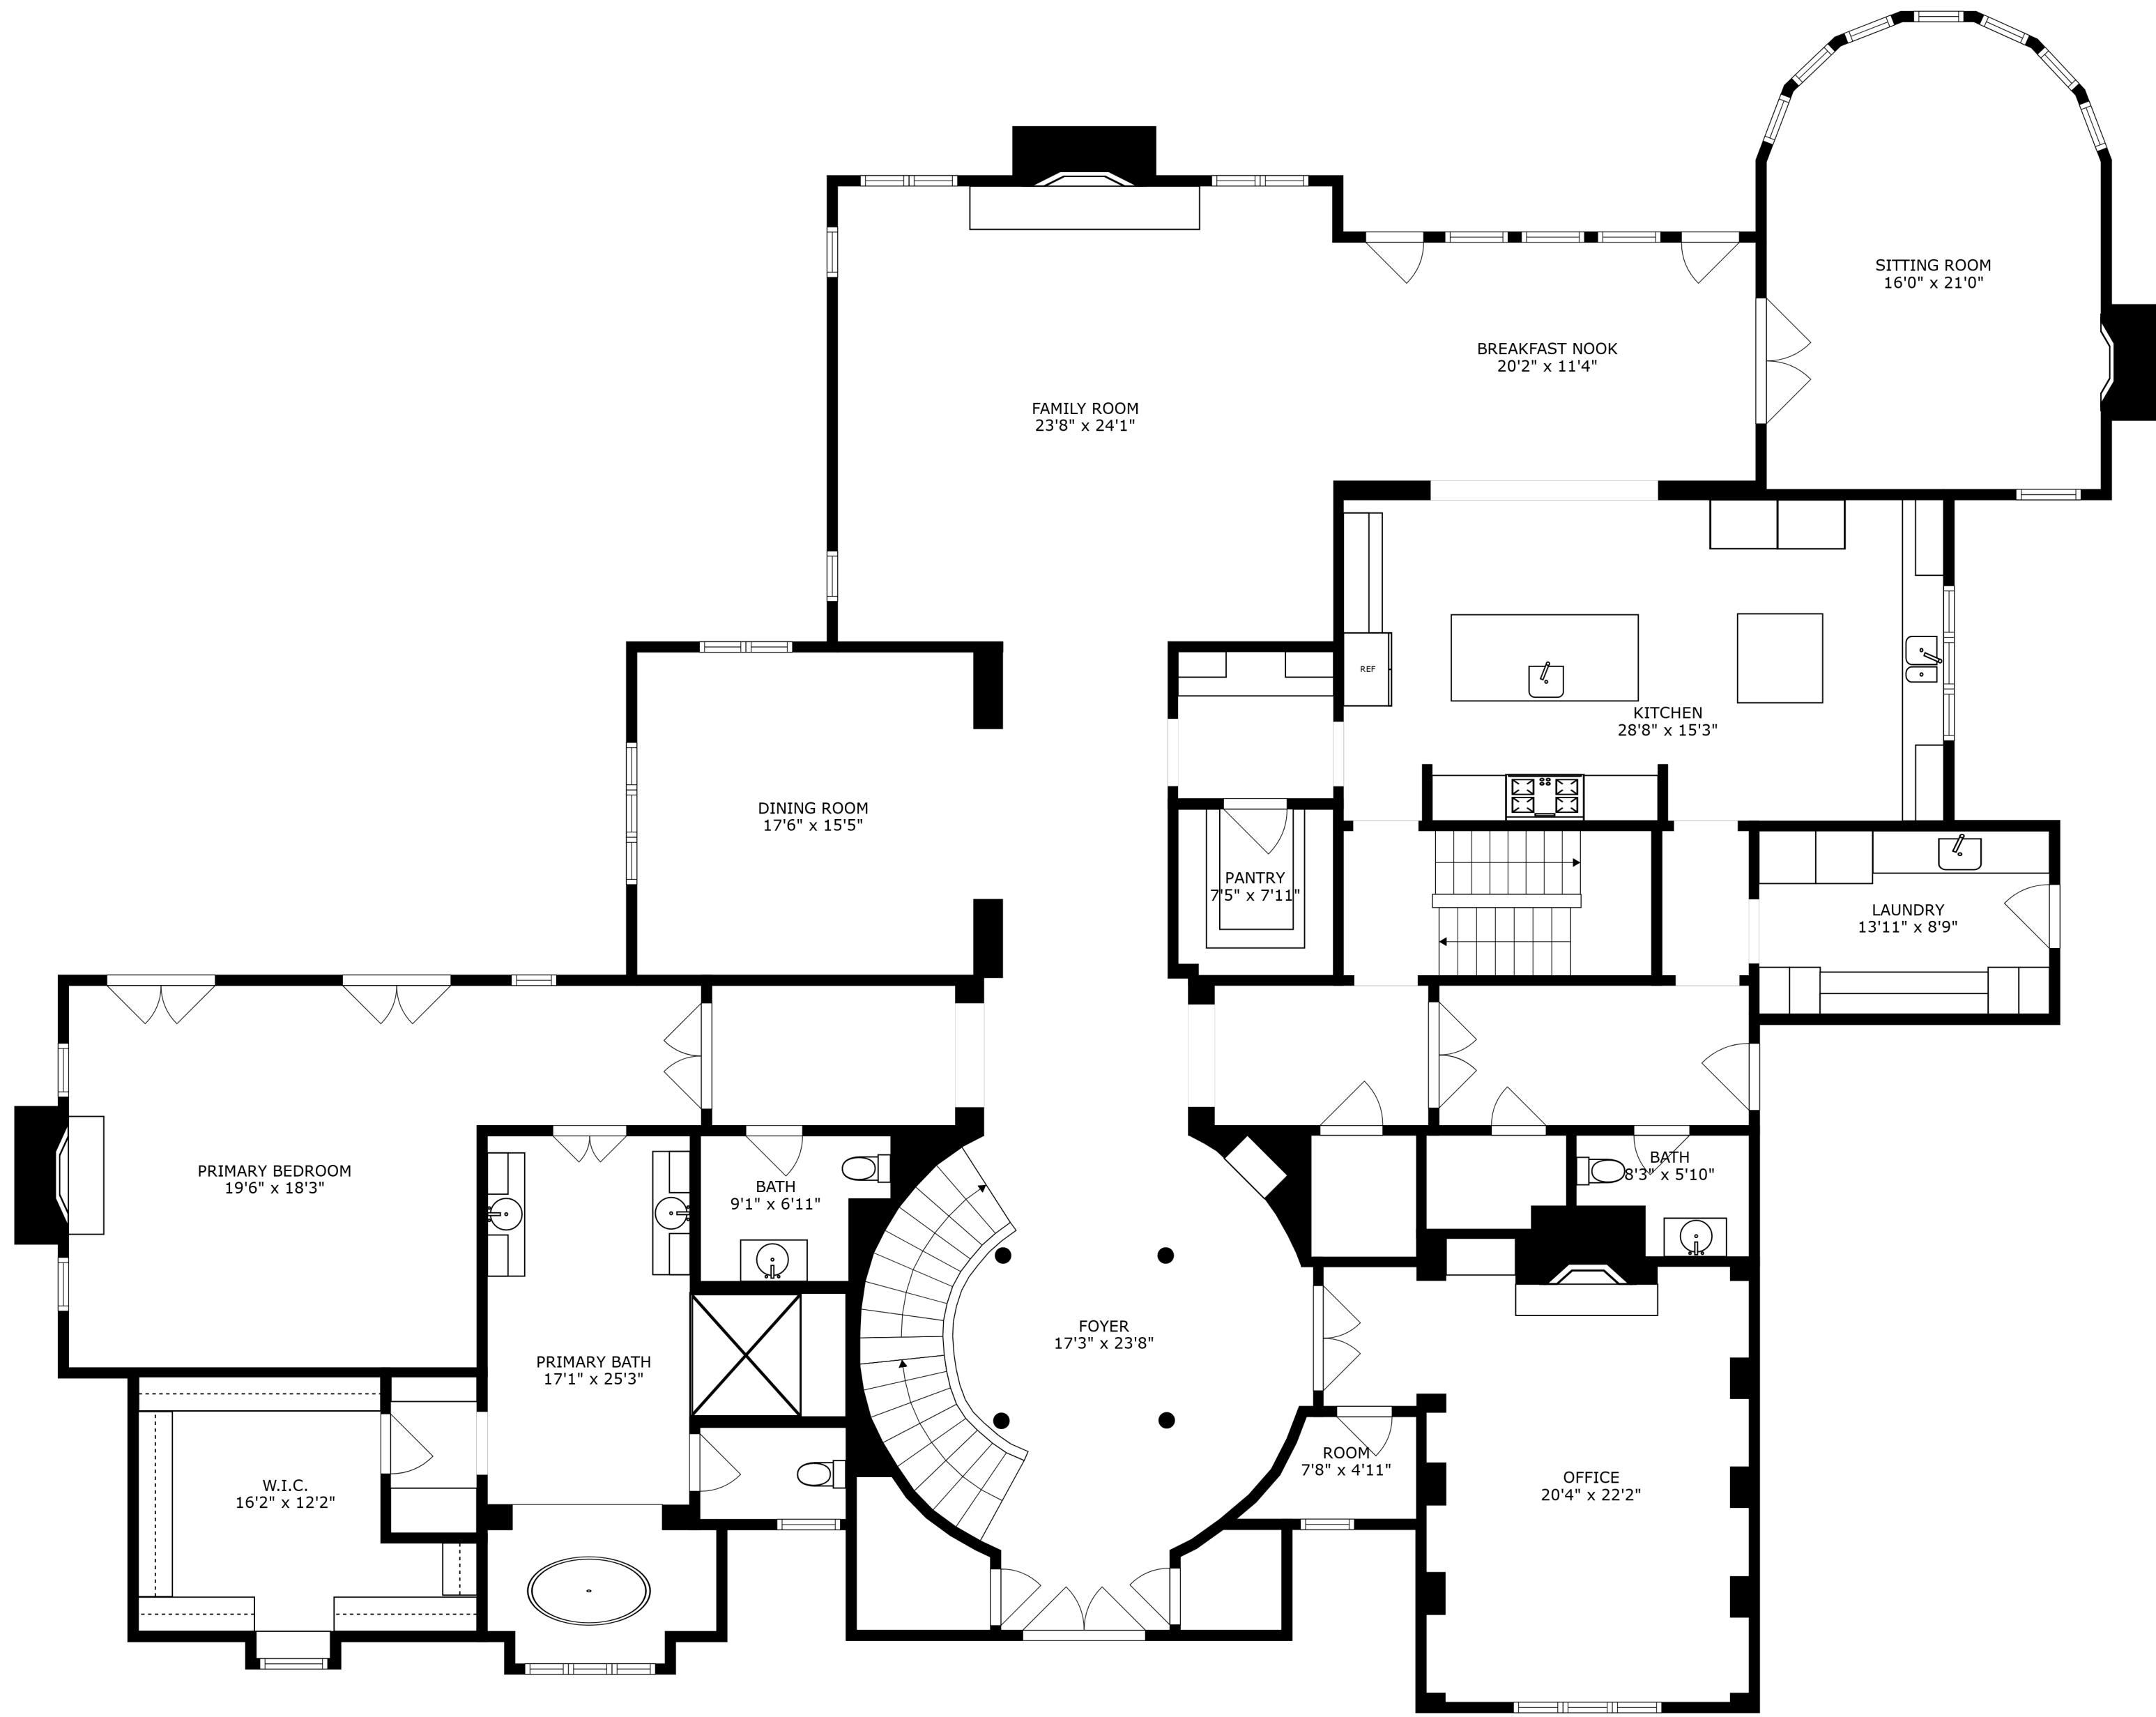 SITTING ROOM
16'0" x 21'0"
BREAKFAST NOOK
20'2" x 11'4"
FAMILY ROOM
23'8" x 24'1"
REF
KITCHEN
28'8" x 15'3"
DINING ROOM
17'6" x 15'5"
PANTRY
7'5" x 7'11"
LAUNDRY
13'11" x 8'9"
PRIMARY BEDROOM
19'6" x 18'3"
BATH
9'1" x 6'11"
BATH
8'3" x 5'10"
FOYER
17'3" x 23'8"
PRIMARY BATH
17'1" x 25'3"
ROOM
7'8" x 4'11"
W.I.C.
16'2" x 12'2"
OFFICE
20'4" x 22'2"